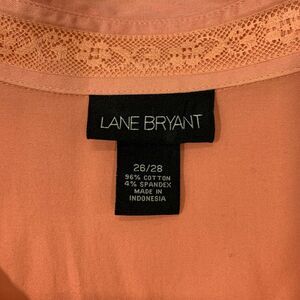 LANE BRYANT
26/28
96% COTTON
4% SPANDEX
MADE IN
INDONESIA